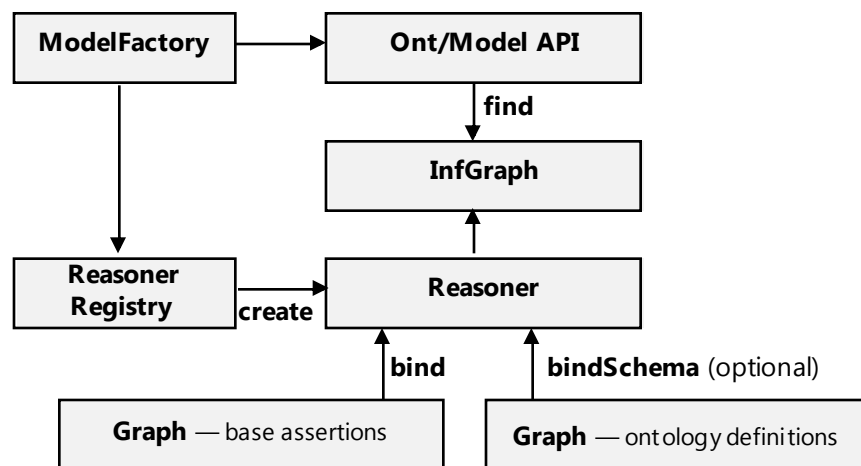 ModelFactory
Ont/Model API
find
InfGraph
Reasoner
Registry
create
Reasoner
bind
bindSchema (optional)
Graph — base assertions
Graph — ontology definitions